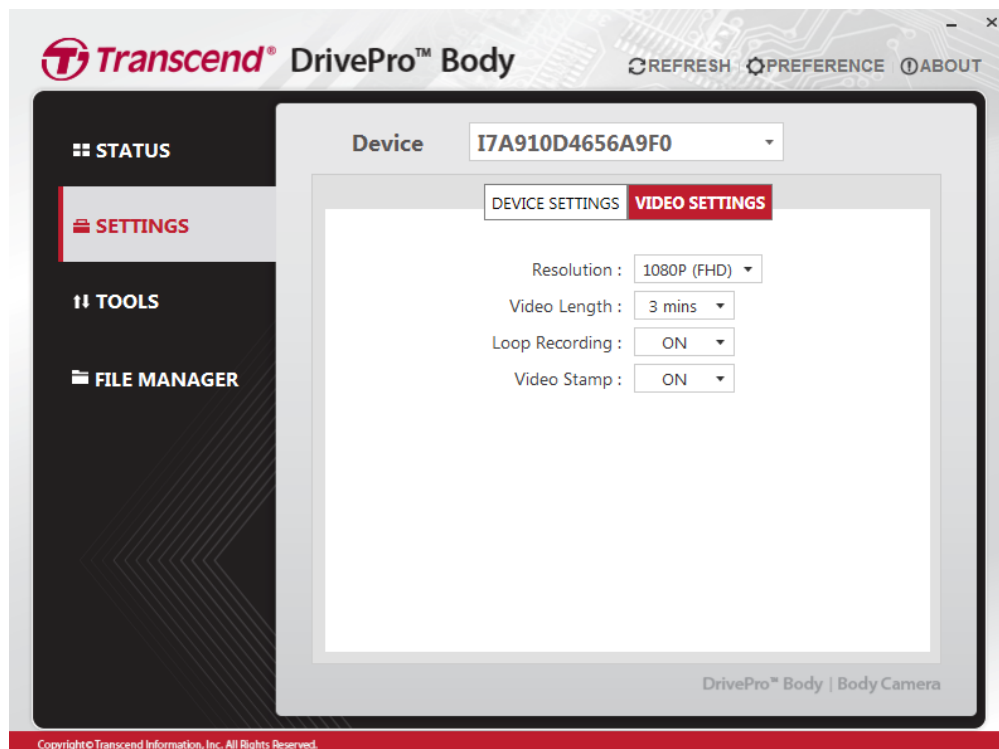 Transcend® DrivePro™ Body
REFRESH PREFERENCE ABOUT
STATUS
SETTINGS
TOOLS
FILE MANAGER
Device I7A910D4656A9F0
DEVICE SETTINGS VIDEO SETTINGS
Resolution : 1080P (FHD)
Video Length : 3 mins
Loop Recording : ON
Video Stamp : ON
DrivePro™ Body | Body Camera
Copyright© Transcend Information, Inc. All Rights Reserved.